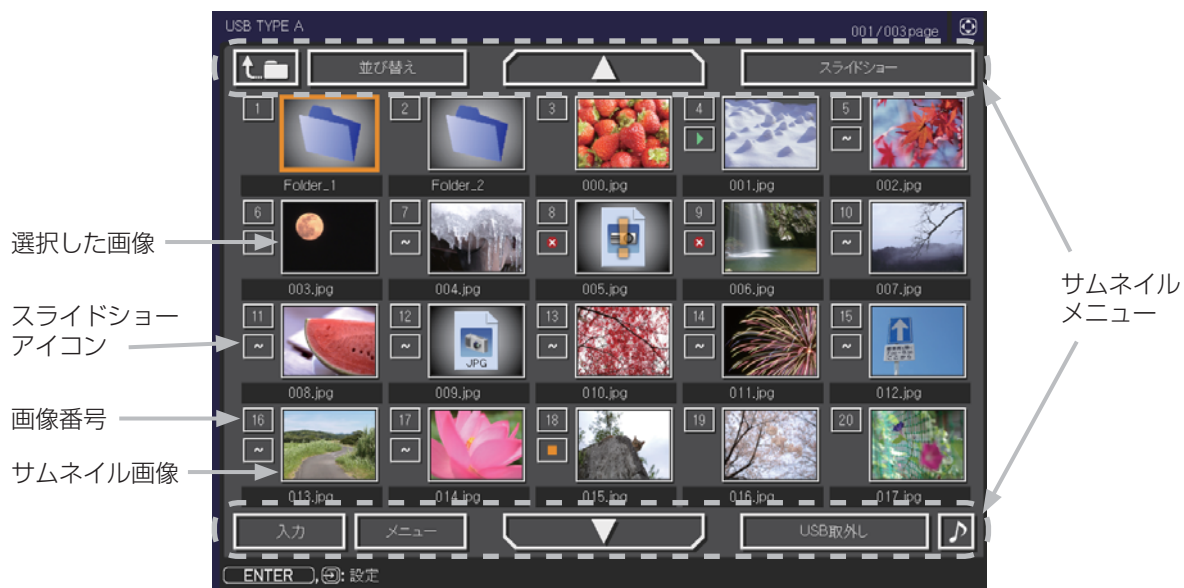 USB TYPE A
001/003page
並び替え
スライドショー
1
2
3
4
5
Folder_1
Folder_2
000.jpg
001.jpg
002.jpg
6
7
8
9
10
選択した画像
003.jpg
004.jpg
005.jpg
006.jpg
007.jpg
サムネイル
メニュー
スライドショー
アイコン
11
12
13
14
15
JPG
008.jpg
009.jpg
010.jpg
011.jpg
012.jpg
画像番号
16
17
18
19
20
サムネイル画像
013.jpg
014.jpg
015.jpg
016.jpg
017.jpg
入力
メニュー
USB取外し
ENTER , : 設定